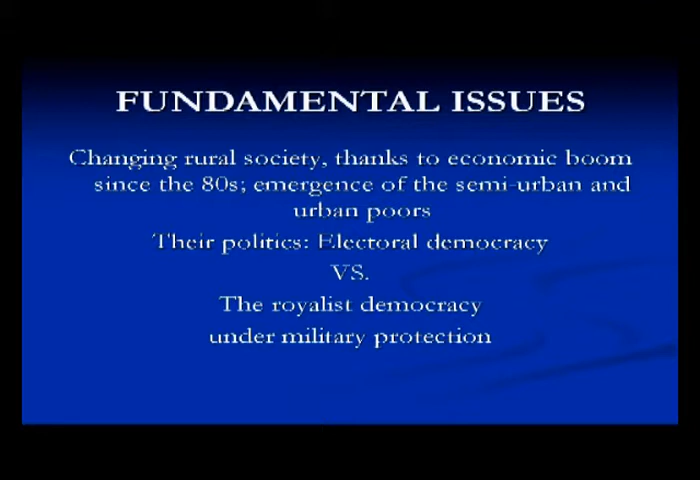 FUNDAMENTAL ISSUES
Changing rural society, thanks to economic boom
since the 80s; emergence of the semi-urban and
urban poors
Their politics: Electoral democracy
VS.
The royalist democracy
under military protection